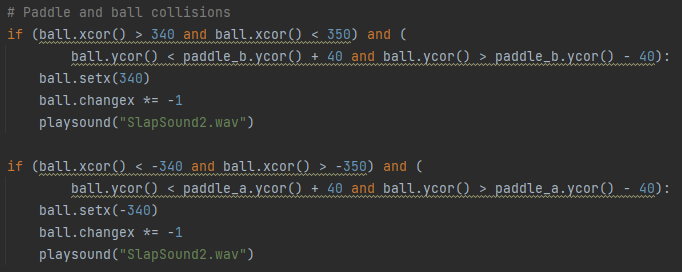 # Paddle and ball collisions
if (ball.xcor() > 340 and ball.xcor() < 350) and (
        ball.ycor() < paddle_b.ycor() + 40 and ball.ycor() > paddle_b.ycor() - 40):
    ball.setx(340)
    ball.changex *= -1
    playsound("SlapSound2.wav")

if (ball.xcor() < -340 and ball.xcor() > -350) and (
        ball.ycor() < paddle_a.ycor() + 40 and ball.ycor() > paddle_a.ycor() - 40):
    ball.setx(-340)
    ball.changex *= -1
    playsound("SlapSound2.wav")